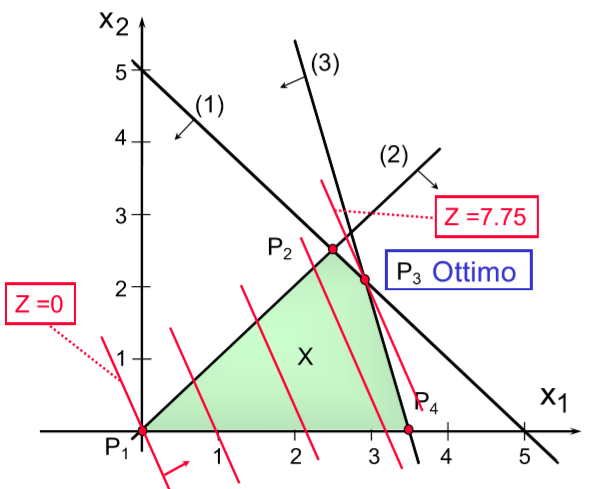 x2
5
(3)
(1)
4
(2)
3
Z =7.75
P2
P3 Ottimo
2
Z =0
1
X
P4
x1
P1
1
2
3
4
5